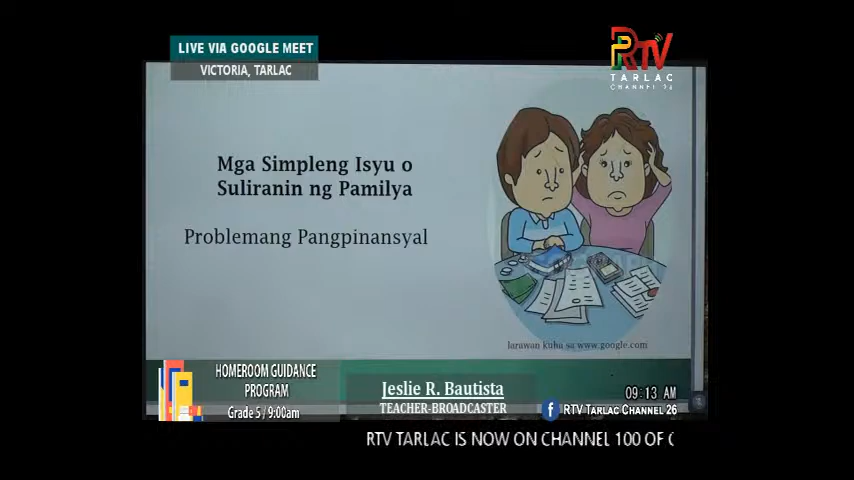 LIVE VIA GOOGLE MEET
VICTORIA, TARLAC
RTV
TARLAC
CHANNEL 26
Mga Simpleng Isyu o
Suliranin ng Pamilya
Problemang Pangpinansyal
larawan kuha sa www.google.com
HOMEROOM GUIDANCE
PROGRAM
Grade 5 / 9:00am
Jeslie R. Bautista
TEACHER-BROADCASTER
09:13 AM
RTV TARLAC CHANNEL 26
RTV TARLAC IS NOW ON CHANNEL 100 OF